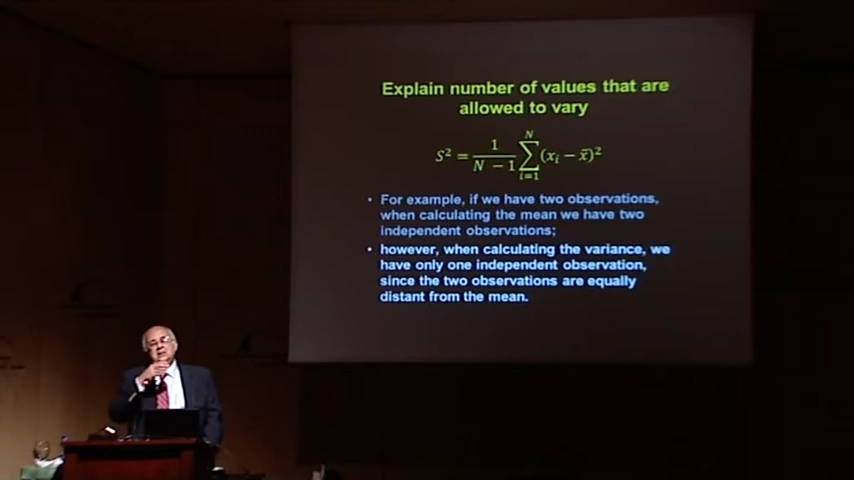 Explain number of values that are
allowed to vary
S² = 1/(N − 1) ∑_{i=1}^{N} (x_i − x̄)²
• For example, if we have two observations,
when calculating the mean we have two
independent observations;
• however, when calculating the variance, we
have only one independent observation,
since the two observations are equally
distant from the mean.